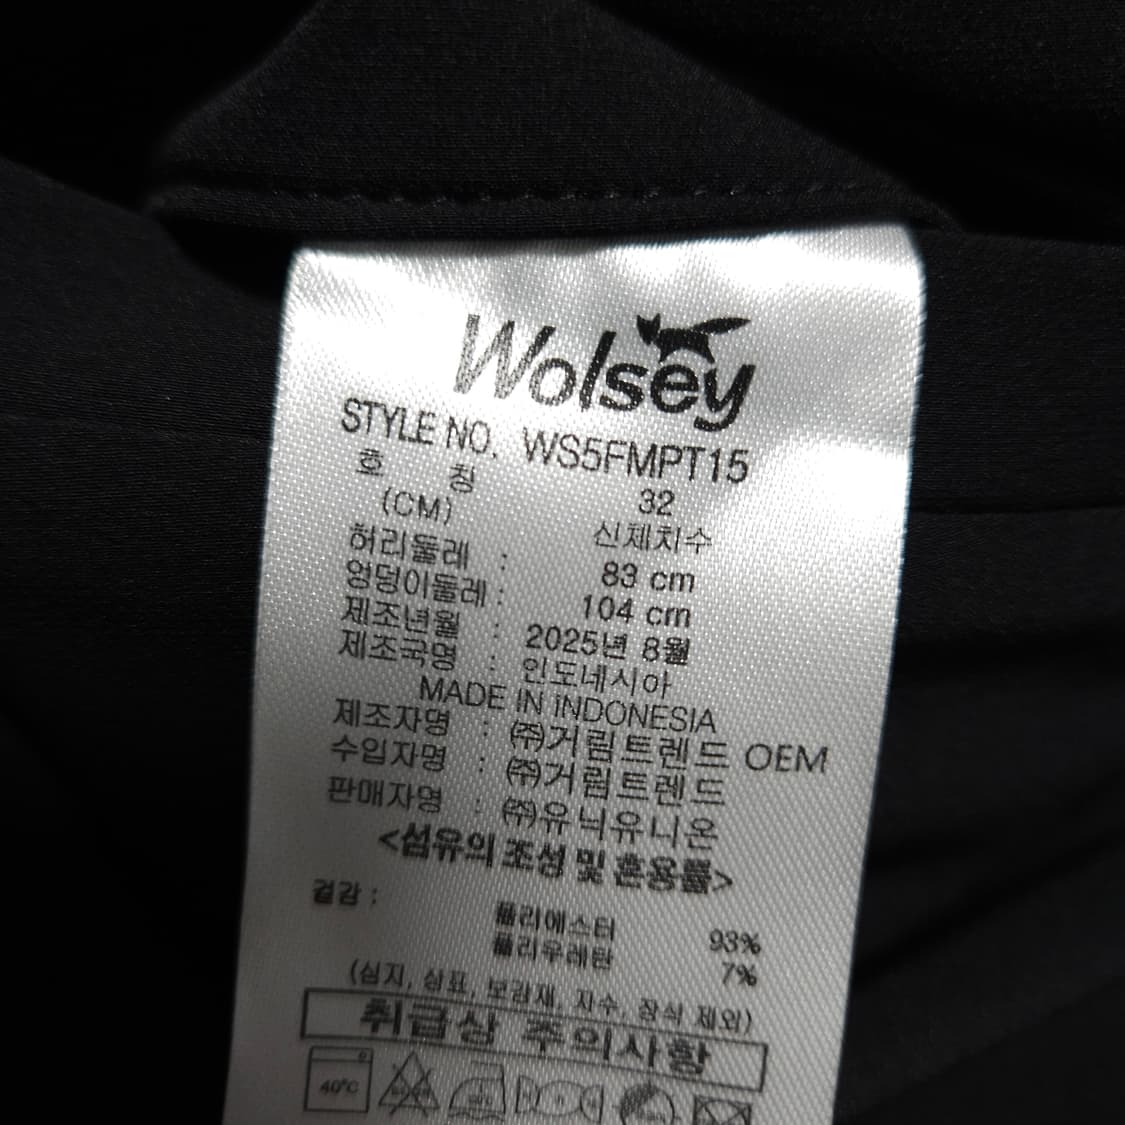 Wolsey
STYLE NO. WS5FMPT15
호 칭 32
(CM) 신체치수
허리둘레 : 83 cm
엉덩이둘레 : 104 cm
제조년월 : 2025년 8월
제조국명 : 인도네시아
MADE IN INDONESIA
제조자명 : ㈜거림트렌드 OEM
수입자명 : ㈜거림트렌드
판매자명 : ㈜유닉유니온
<섬유의 조성 및 혼용률>
겉감 :
폴리에스터 93%
폴리우레탄 7%
(심지, 상표, 보강재, 자수, 장식 제외)
취급상 주의사항
40℃